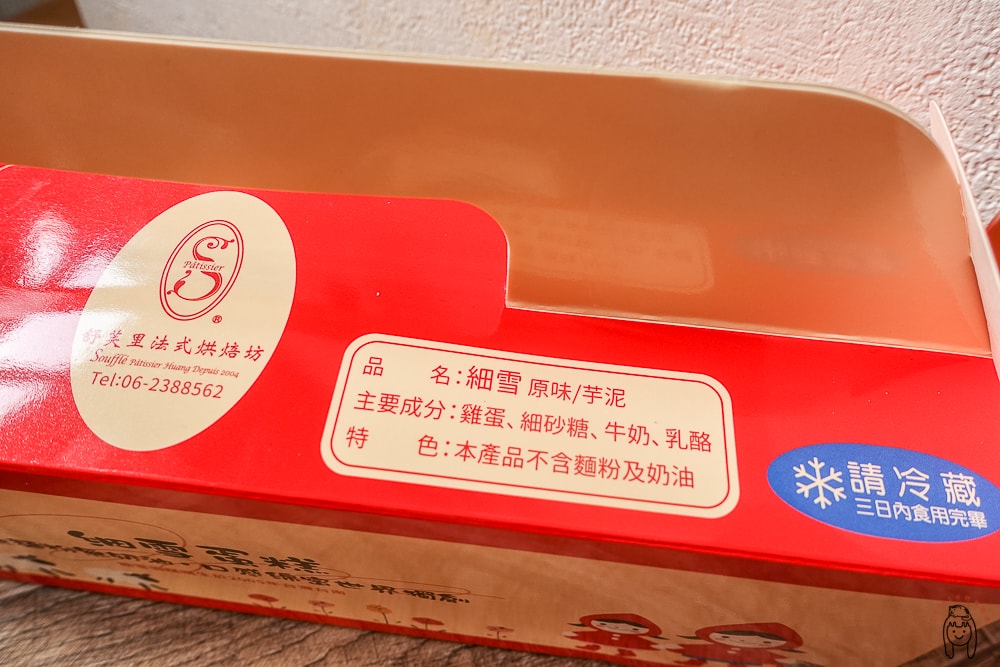 Pâtissier
®
舒芙里法式烘焙坊
Soufflé Pâtissier Huang Depuis 2004
Tel:06-2388562
品　　名:細雪 原味/芋泥
主要成分:雞蛋、細砂糖、牛奶、乳酪
特　　色:本產品不含麵粉及奶油
請冷藏
三日內食用完畢
細雪蛋糕